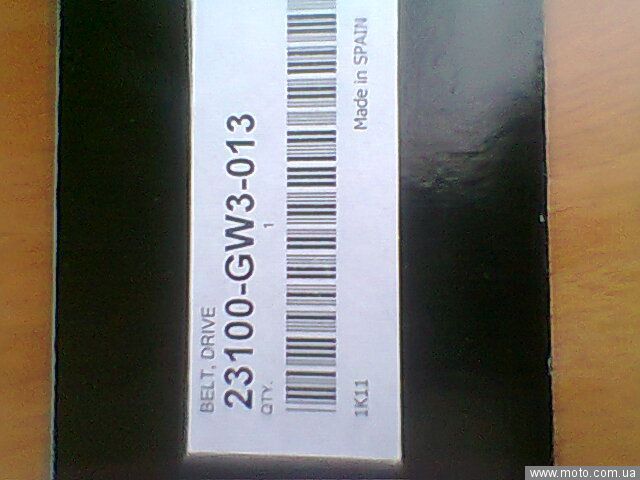 BELT, DRIVE
23100-GW3-013
QTY. 1
1K11 Made in SPAIN
www.moto.com.ua